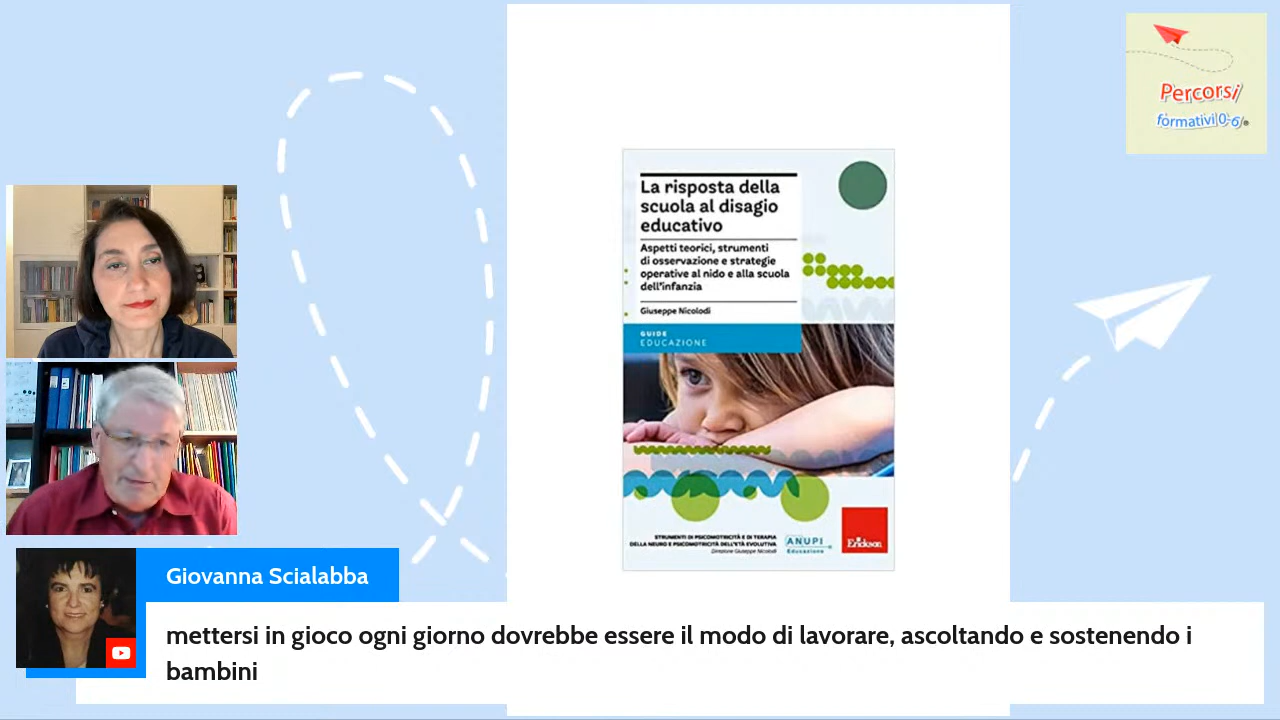 Percorsi
formativi 0-6
La risposta della
scuola al disagio
educativo
Aspetti teorici, strumenti
di osservazione e strategie
operative al nido e alla scuola
dell'infanzia
Giuseppe Nicolodi
GUIDE
EDUCAZIONE
STRUMENTI DI PSICOMOTRICITÀ E DI TERAPIA
DELLA NEURO E PSICOMOTRICITÀ DELL'ETÀ EVOLUTIVA
Direzione Giuseppe Nicolodi
ANUPI
Educazione
Erickson
Giovanna Scialabba
mettersi in gioco ogni giorno dovrebbe essere il modo di lavorare, ascoltando e sostenendo i
bambini